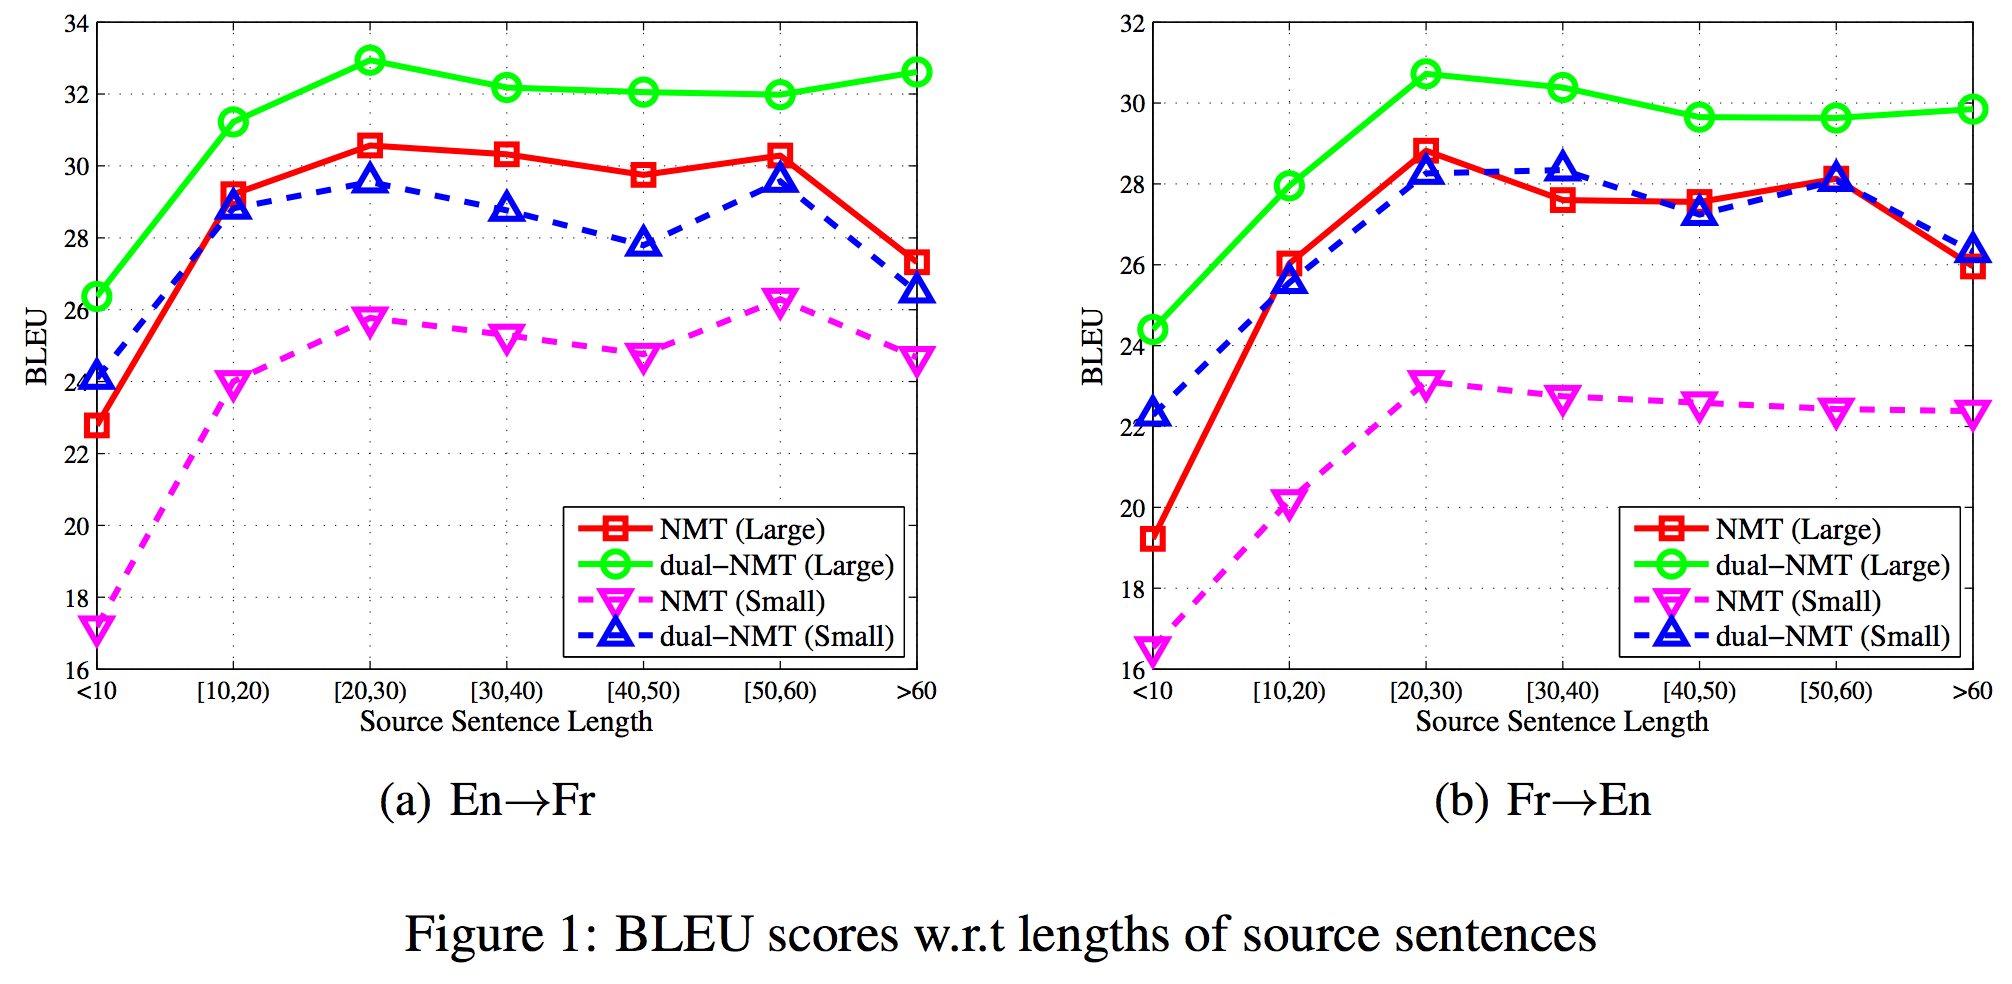 34
32
30
28
26
24
22
20
18
16
BLEU
<10 [10,20) [20,30) [30,40) [40,50) [50,60) >60
Source Sentence Length
NMT (Large)
dual−NMT (Large)
NMT (Small)
dual−NMT (Small)
(a) En→Fr
32
30
28
26
24
22
20
18
16
BLEU
<10 [10,20) [20,30) [30,40) [40,50) [50,60) >60
Source Sentence Length
NMT (Large)
dual−NMT (Large)
NMT (Small)
dual−NMT (Small)
(b) Fr→En
Figure 1: BLEU scores w.r.t lengths of source sentences